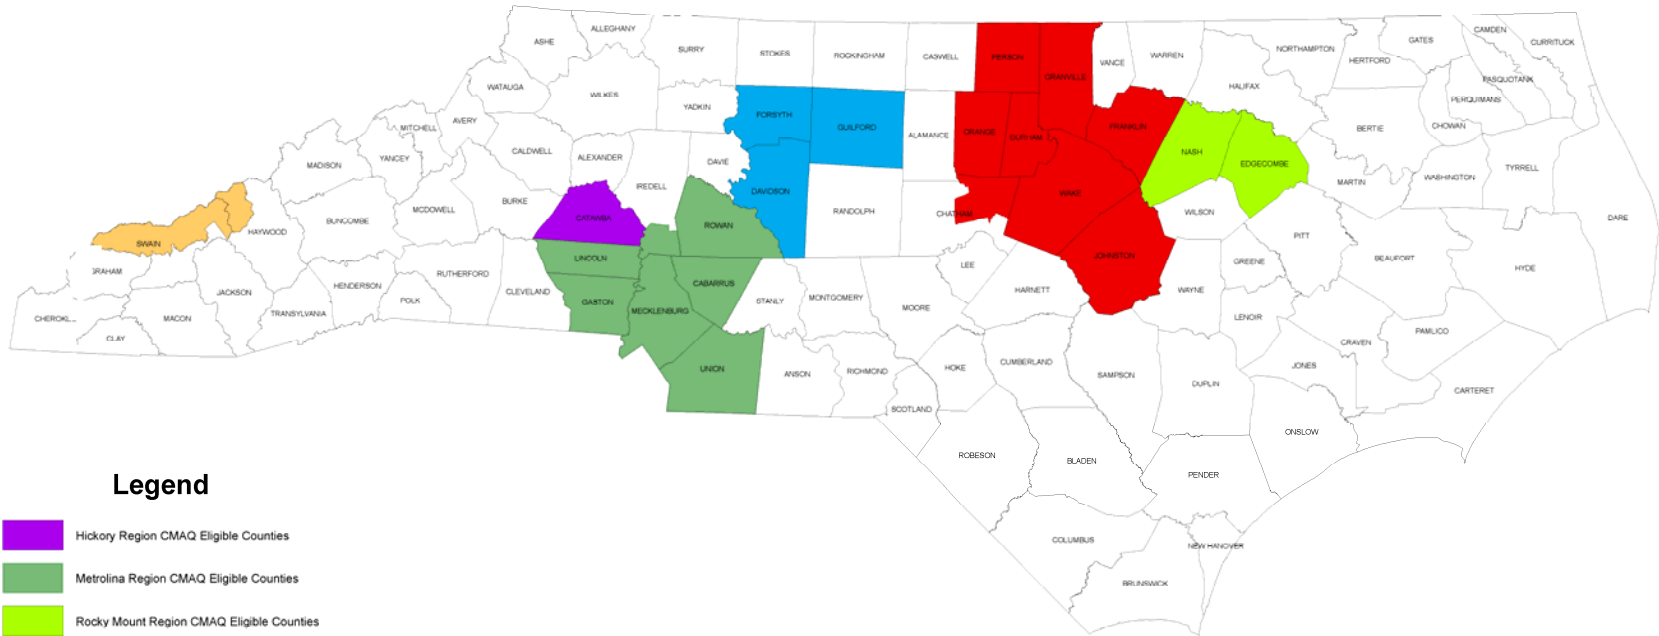 ALLEGHANY
ASHE
SURRY
STOKES
ROCKINGHAM
CASWELL
PERSON
GRANVILLE
VANCE
WARREN
NORTHAMPTON
GATES
CAMDEN
CURRITUCK
HERTFORD
HALIFAX
PASQUOTANK
PERQUIMANS
WATAUGA
WILKES
YADKIN
FORSYTH
GUILFORD
ALAMANCE
ORANGE
DURHAM
FRANKLIN
NASH
EDGECOMBE
BERTIE
CHOWAN
MITCHELL
AVERY
CALDWELL
ALEXANDER
DAVIE
MADISON
YANCEY
IREDELL
DAVIDSON
RANDOLPH
CHATHAM
WAKE
WILSON
MARTIN
WASHINGTON
TYRRELL
DARE
SWAIN
HAYWOOD
BUNCOMBE
MCDOWELL
BURKE
CATAWBA
ROWAN
JOHNSTON
PITT
BEAUFORT
HYDE
GREENE
GRAHAM
JACKSON
HENDERSON
POLK
RUTHERFORD
CLEVELAND
LINCOLN
GASTON
MECKLENBURG
CABARRUS
STANLY
MONTGOMERY
MOORE
LEE
HARNETT
WAYNE
LENOIR
CHEROK
CLAY
MACON
TRANSYLVANIA
UNION
ANSON
RICHMOND
SCOTLAND
HOKE
CUMBERLAND
SAMPSON
DUPLIN
JONES
CRAVEN
PAMLICO
CARTERET
ONSLOW
ROBESON
BLADEN
PENDER
COLUMBUS
NEW HANOVER
BRUNSWICK
Legend
Hickory Region CMAQ Eligible Counties
Metrolina Region CMAQ Eligible Counties
Rocky Mount Region CMAQ Eligible Counties